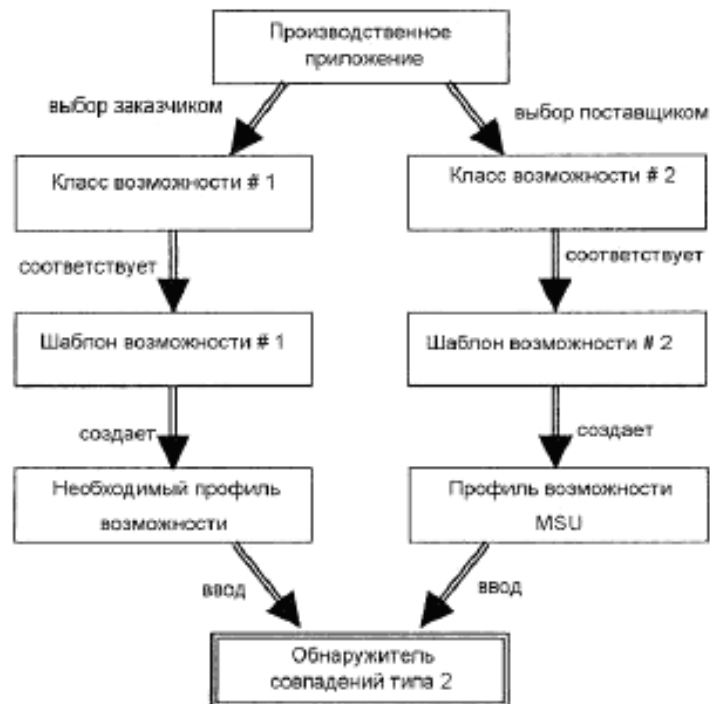 Производственное
приложение
выбор заказчиком
выбор поставщиком
Класс возможности # 1
Класс возможности # 2
соответствует
соответствует
Шаблон возможности # 1
Шаблон возможности # 2
создает
создает
Необходимый профиль
возможности
Профиль возможности
MSU
ввод
ввод
Обнаружитель
совпадений типа 2